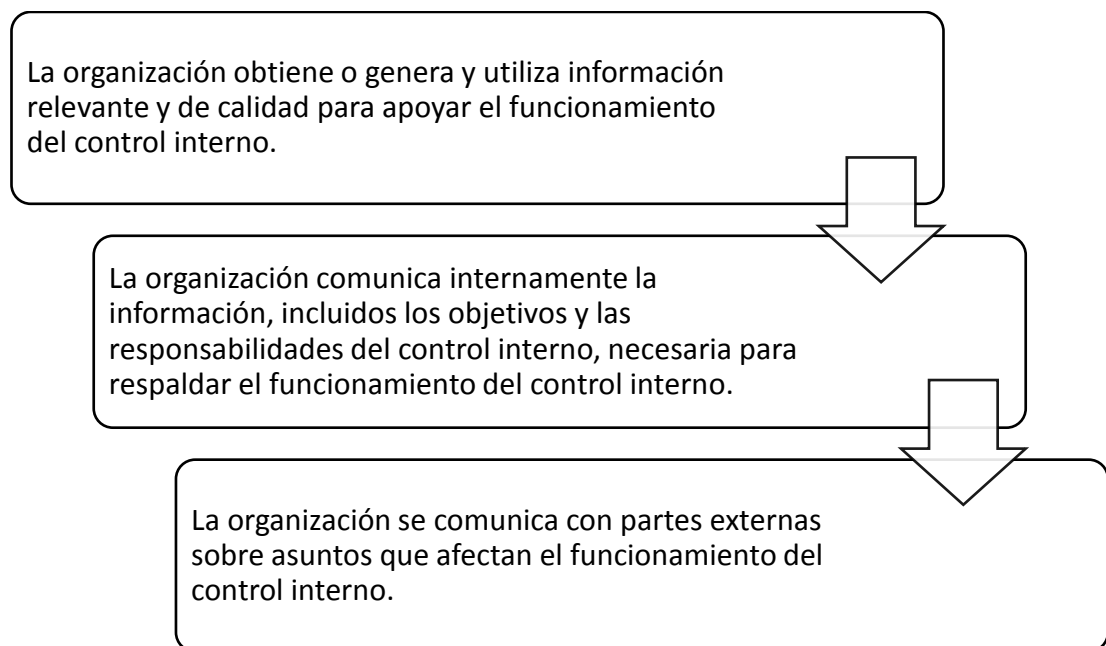 La organización obtiene o genera y utiliza información
relevante y de calidad para apoyar el funcionamiento
del control interno.
La organización comunica internamente la
información, incluidos los objetivos y las
responsabilidades del control interno, necesaria para
respaldar el funcionamiento del control interno.
La organización se comunica con partes externas
sobre asuntos que afectan el funcionamiento del
control interno.